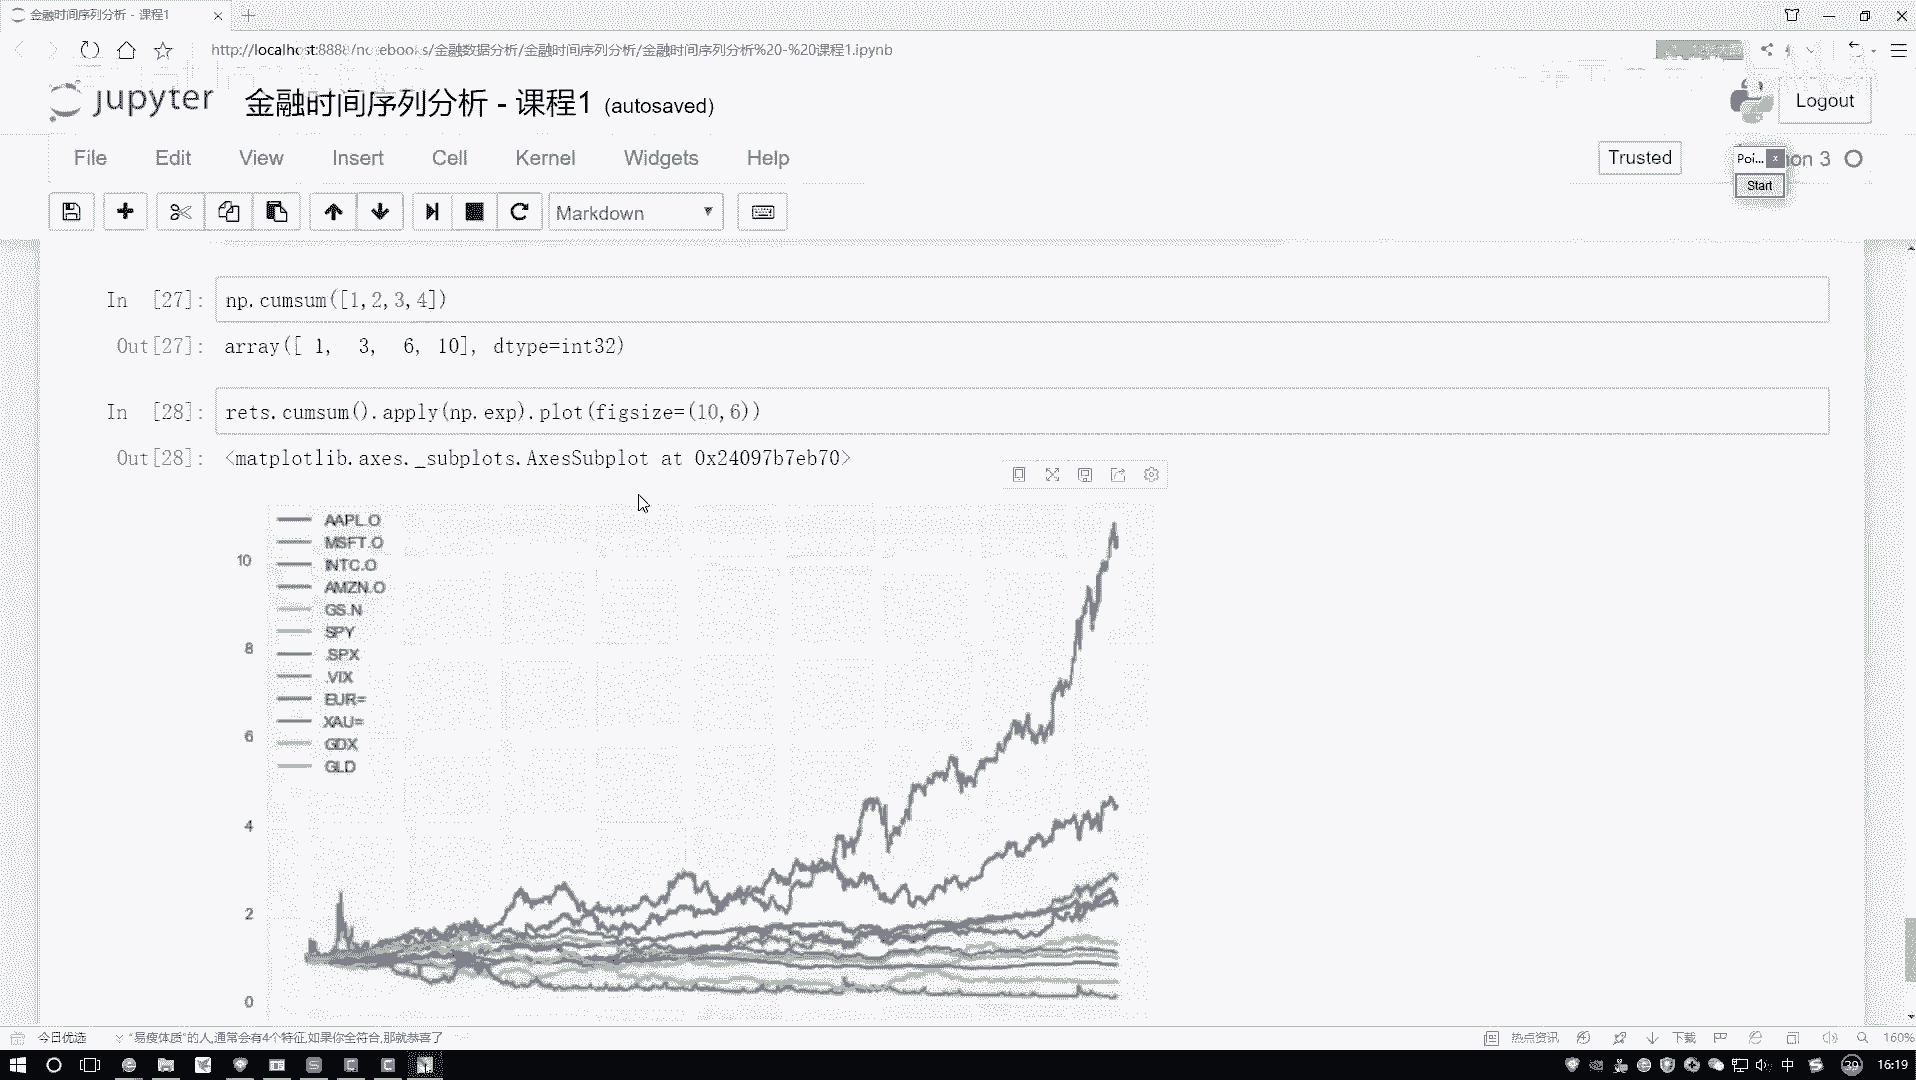 金融时间序列分析 - 课程1
http://localhost:8888/notebooks/金融数据分析/金融时间序列分析/金融时间序列分析%20-%20课程1.ipynb
jupyter 金融时间序列分析 - 课程1 (autosaved)
Logout
File Edit View Insert Cell Kernel Widgets Help
Trusted
Poi...
on 3
Start
Markdown
In [27]: np.cumsum([1,2,3,4])
Out[27]: array([ 1, 3, 6, 10], dtype=int32)
In [28]: rets.cumsum().apply(np.exp).plot(figsize=(10,6))
Out[28]: <matplotlib.axes._subplots.AxesSubplot at 0x24097b7eb70>
AAPL.O
MSFT.O
INTC.O
AMZN.O
GS.N
SPY
.SPX
.VIX
EUR=
XAU=
GDX
GLD
10
8
6
4
2
0
今日优选
“易瘦体质”的人,通常会有4个特征,如果你全符合,那就恭喜了
热点资讯
下载
160%
中
39
16:19